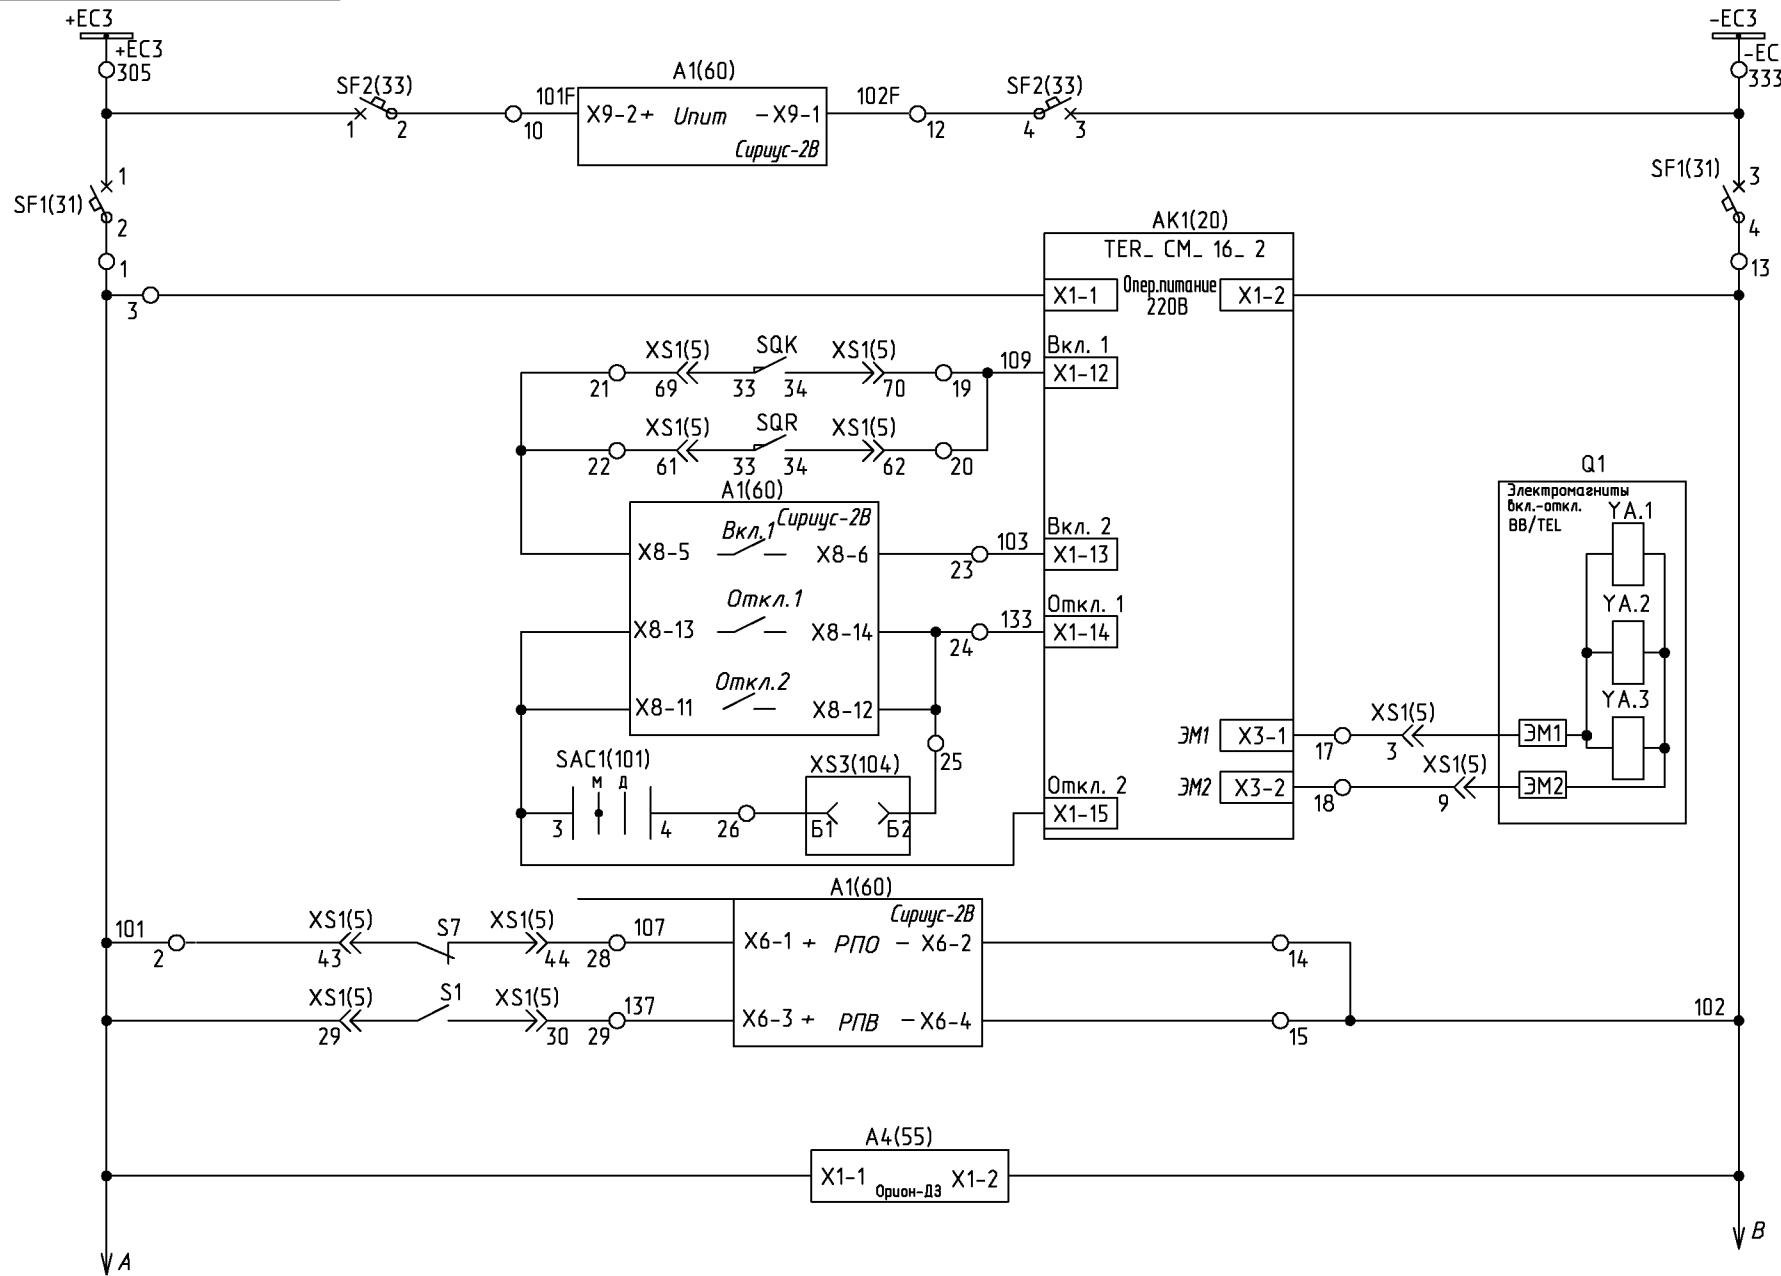 +EC3
-EC3
+EC3
-EC
305
333
A1(60)
SF2(33)
SF2(33)
101F
102F
X9-2+ Uпит -X9-1
1
2
10
12
4
3
Сириус-2В
1
SF1(31)
3
SF1(31)
2
4
AK1(20)
TER_ CM_ 16_ 2
1
13
X1-1
Опер.питание
220В
X1-2
3
XS1(5)
SQK
XS1(5)
109
Вкл. 1
X1-12
21
69
33
34
70
19
XS1(5)
SQR
XS1(5)
22
61
33
34
62
20
Q1
A1(60)
Сириус-2В
Электромагниты
вкл.-откл.
BB/TEL
YA.1
Вкл.1
X8-5
X8-6
103
23
Вкл. 2
X1-13
Откл.1
X8-13
X8-14
133
24
Откл. 1
X1-14
YA.2
Откл.2
X8-11
X8-12
YA.3
25
ЭМ1
X3-1
17
XS1(5)
3
ЭМ1
SAC1(101)
М Д
XS3(104)
ЭМ2
X3-2
18
XS1(5)
9
ЭМ2
3
4
26
Б1
Б2
Откл. 2
X1-15
A1(60)
Сириус-2В
101
2
XS1(5)
43
S7
XS1(5)
44
28
107
X6-1 + РПО - X6-2
14
XS1(5)
29
S1
XS1(5)
30
29
137
X6-3 + РПВ -X6-4
15
102
A4(55)
X1-1
Орион-ДЗ
X1-2
A
B